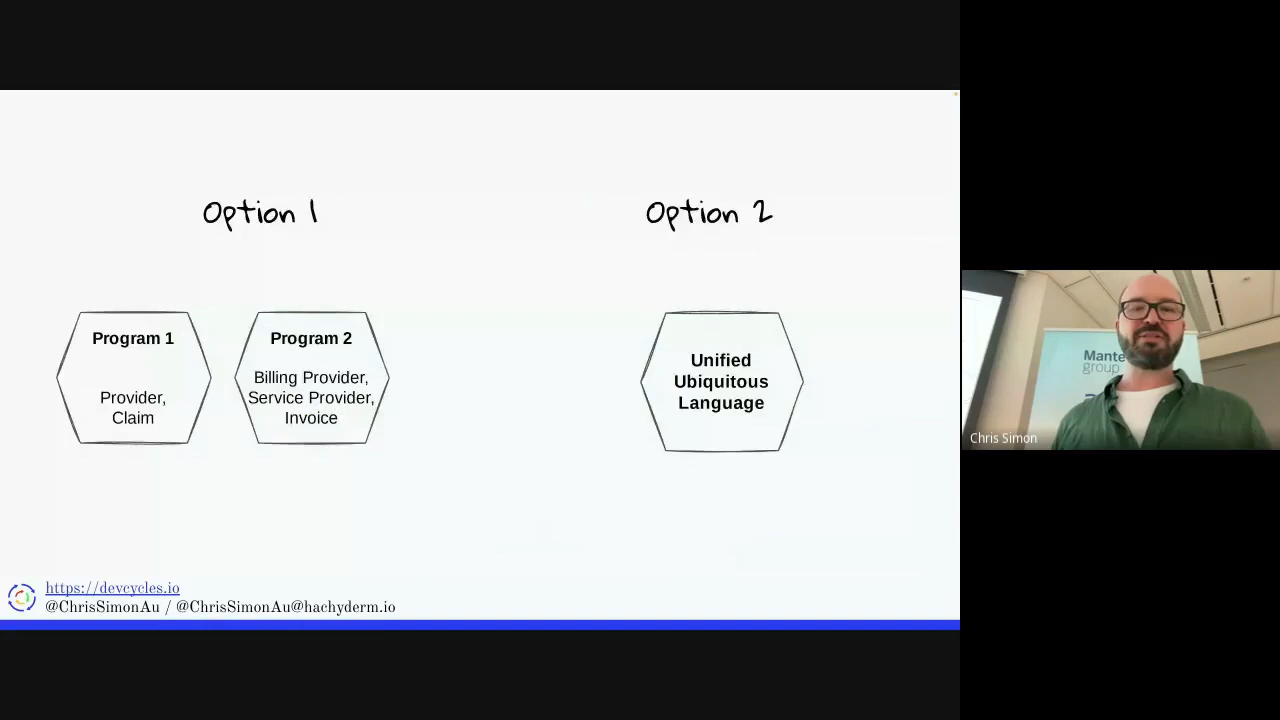 Option 1
Option 2
Program 1
Provider,
Claim
Program 2
Billing Provider,
Service Provider,
Invoice
Unified
Ubiquitous
Language
https://devcycles.io
@ChrisSimonAu / @ChrisSimonAu@hachyderm.io
group
Chris Simon